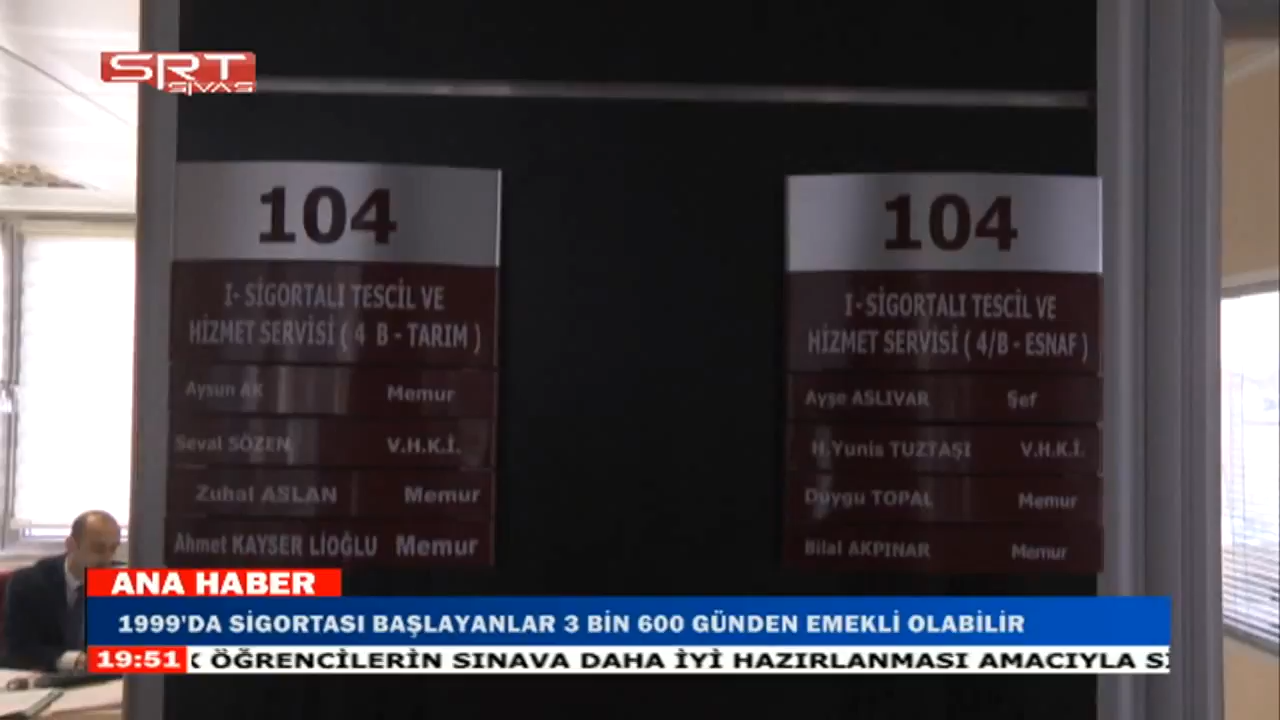 SRT
SİVAS
104
I- SİGORTALI TESCİL VE
HİZMET SERVİSİ ( 4 B - TARIM )
Aysun AK Memur
Seval SÖZEN V.H.K.İ.
Zuhal ASLAN Memur
Ahmet KAYSER LİOĞLU Memur
104
I - SİGORTALI TESCİL VE
HİZMET SERVİSİ ( 4/B - ESNAF )
Ayşe ASLIVAR Şef
H.Yunis TUZTAŞI V.H.K.İ.
Duygu TOPAL Memur
Bilal AKPINAR Memur
ANA HABER
1999'DA SİGORTASI BAŞLAYANLAR 3 BİN 600 GÜNDEN EMEKLİ OLABİLİR
19:51 K ÖĞRENCİLERİN SINAVA DAHA İYİ HAZIRLANMASI AMACIYLA